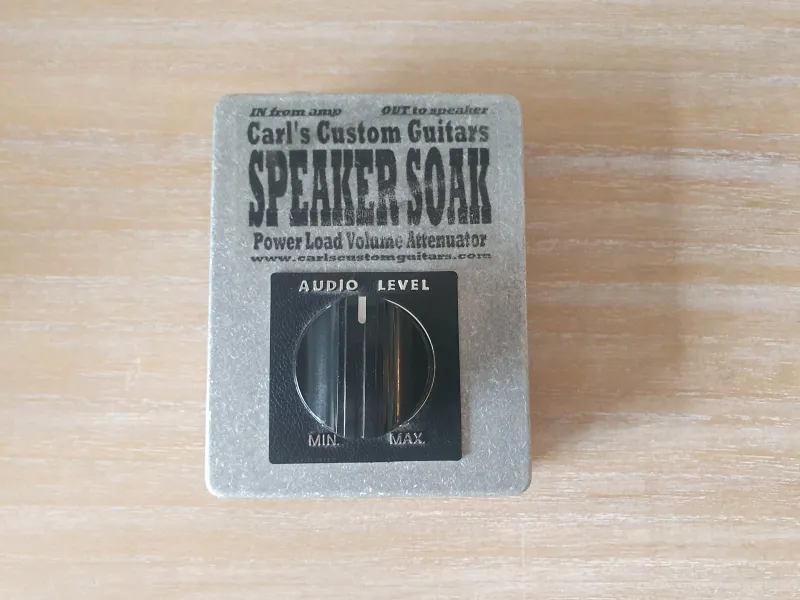 IN from amp OUT to speaker
Carl's Custom Guitars
SPEAKER SOAK
Power Load Volume Attenuator
www.carlscustomguitars.com
AUDIO LEVEL
MIN. MAX.